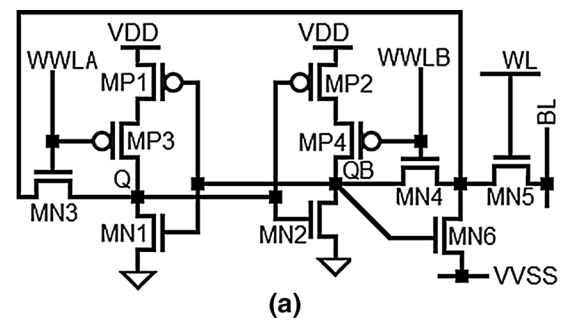 VDD VDD
WWLA WWLB WL
MP1 MP2
BL
MP3 MP4
Q QB
MN3 MN4 MN5
MN1 MN2 MN6
VVSS
(a)